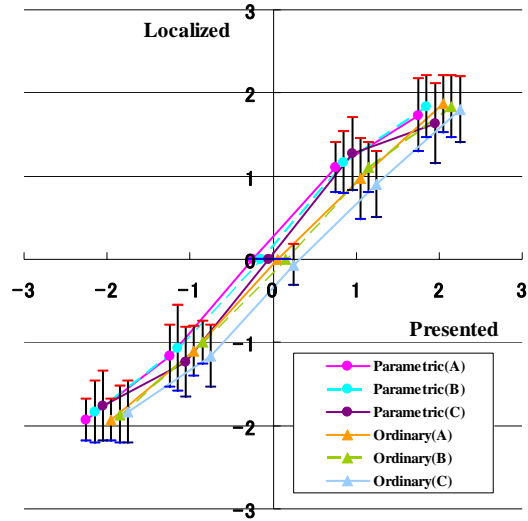 3
Localized
2
1
0
−3
−2
−1
0
1
2
3
Presented
−1
Parametric(A)
Parametric(B)
Parametric(C)
Ordinary(A)
Ordinary(B)
Ordinary(C)
−2
−3